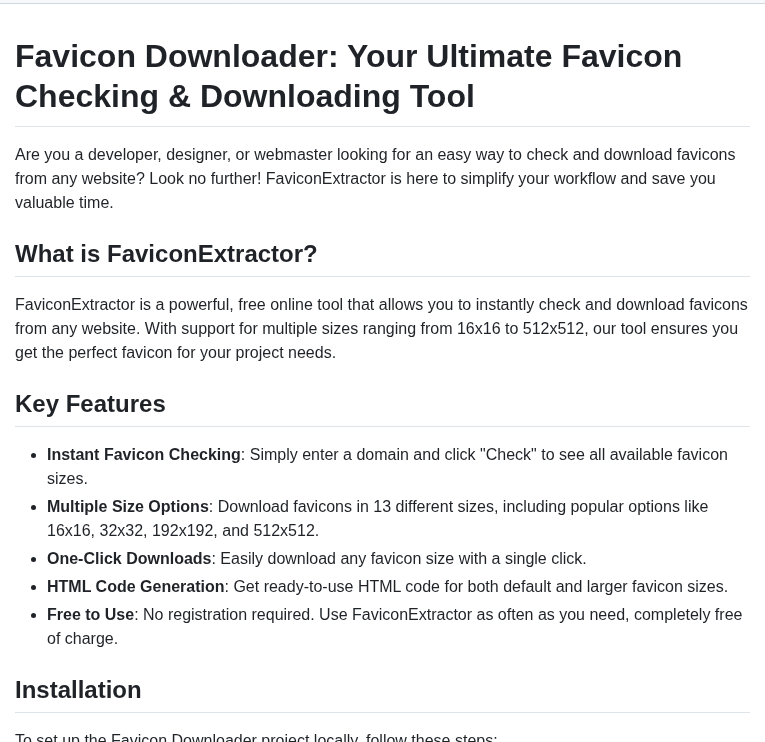 Favicon Downloader: Your Ultimate Favicon
Checking & Downloading Tool
Are you a developer, designer, or webmaster looking for an easy way to check and download favicons
from any website? Look no further! FaviconExtractor is here to simplify your workflow and save you
valuable time.
What is FaviconExtractor?
FaviconExtractor is a powerful, free online tool that allows you to instantly check and download favicons
from any website. With support for multiple sizes ranging from 16x16 to 512x512, our tool ensures you
get the perfect favicon for your project needs.
Key Features
• Instant Favicon Checking: Simply enter a domain and click "Check" to see all available favicon
sizes.
• Multiple Size Options: Download favicons in 13 different sizes, including popular options like
16x16, 32x32, 192x192, and 512x512.
• One-Click Downloads: Easily download any favicon size with a single click.
• HTML Code Generation: Get ready-to-use HTML code for both default and larger favicon sizes.
• Free to Use: No registration required. Use FaviconExtractor as often as you need, completely free
of charge.
Installation
To set up the Favicon Downloader project locally, follow these steps: